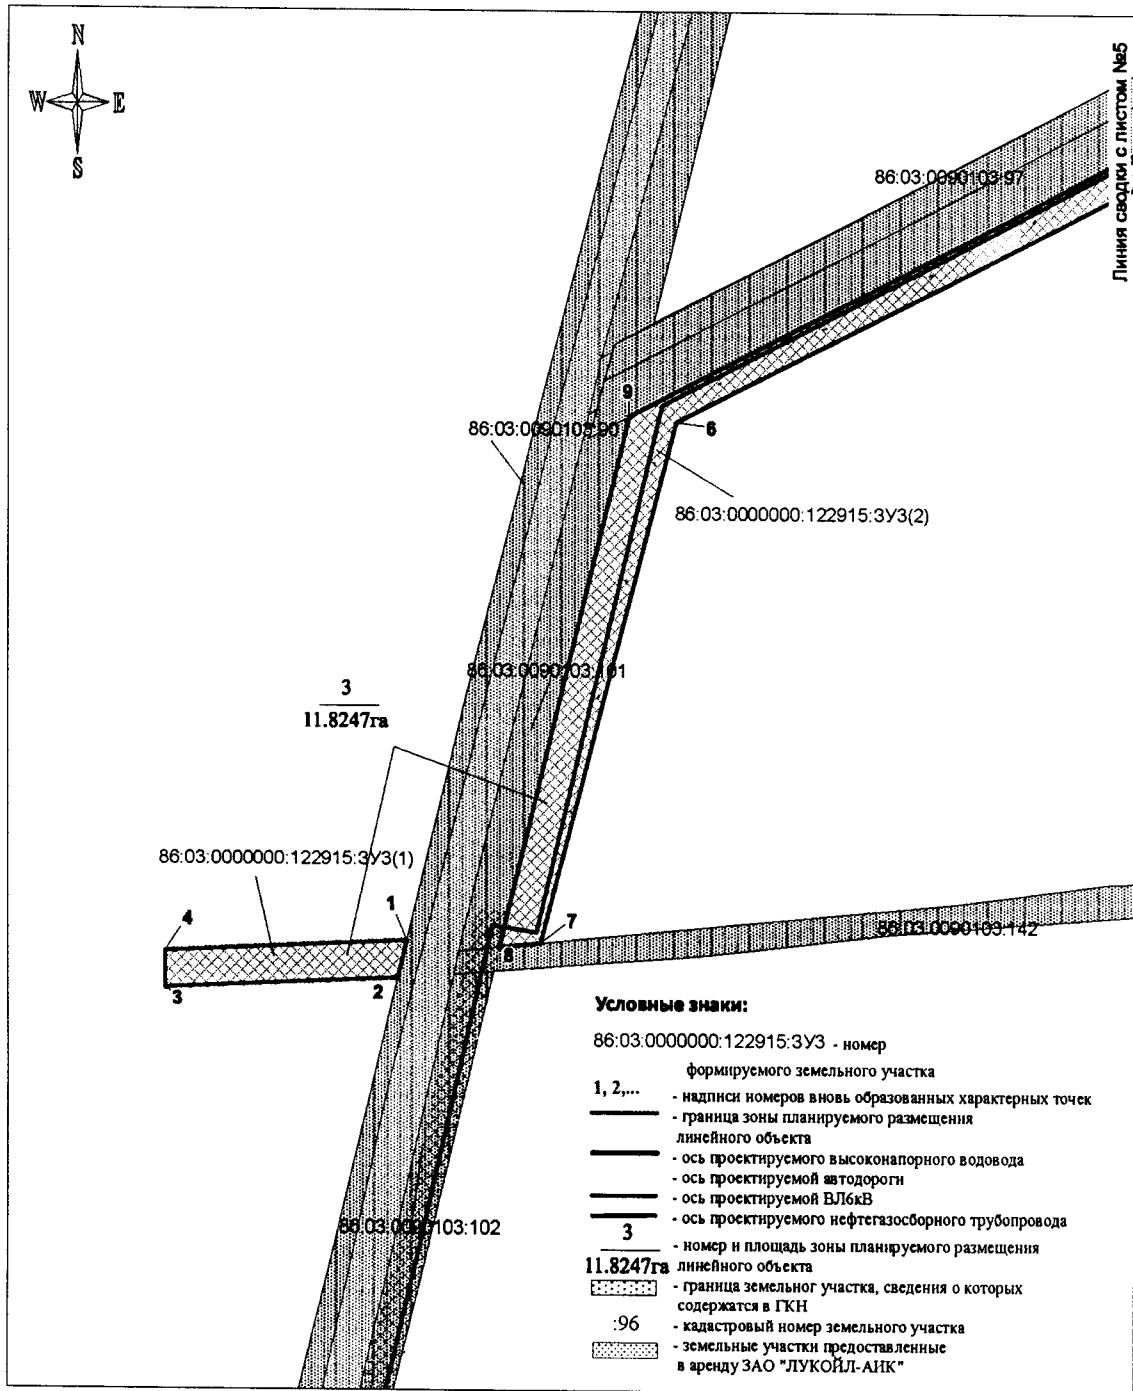 N
W E
S
Линия сводки с листом №5
86:03:0090103:97
9
6
86:03:0090103:90
86:03:0000000:122915:ЗУ3(2)
86:03:0090103:101
3
11.8247га
86:03:0000000:122915:ЗУ3(1)
4
1
7
86:03:0090103:142
8
2
3
Условные знаки:
86:03:0000000:122915:ЗУ3 - номер
формируемого земельного участка
1, 2,... - надписи номеров вновь образованных характерных точек
- граница зоны планируемого размещения
линейного объекта
- ось проектируемого высоконапорного водовода
- ось проектируемой автодороги
- ось проектируемой ВЛ6кВ
- ось проектируемого нефтегазосборного трубопровода
3 - номер и площадь зоны планируемого размещения
11.8247га линейного объекта
- граница земельног участка, сведения о которых
содержатся в ГКН
:96 - кадастровый номер земельного участка
- земельные участки предоставленные
в аренду ЗАО "ЛУКОЙЛ-АИК"
86:03:0090103:102